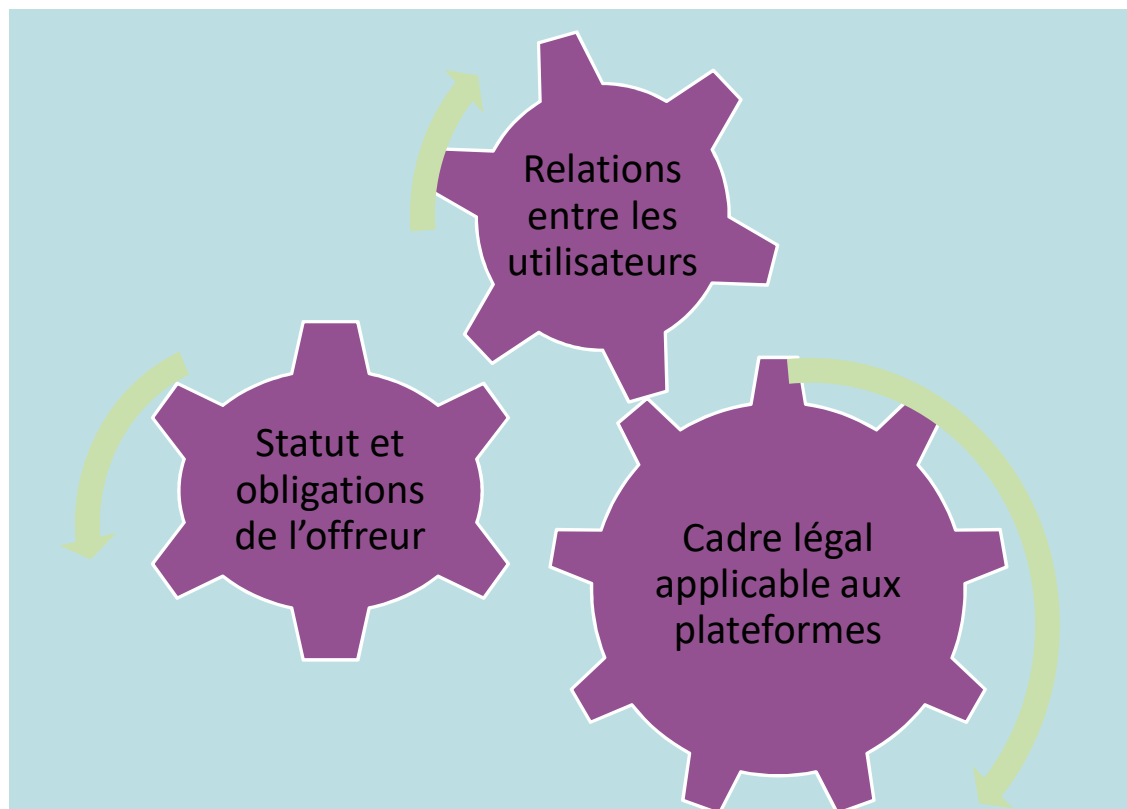 Relations
entre les
utilisateurs
Statut et
obligations
de l’offreur
Cadre légal
applicable aux
plateformes